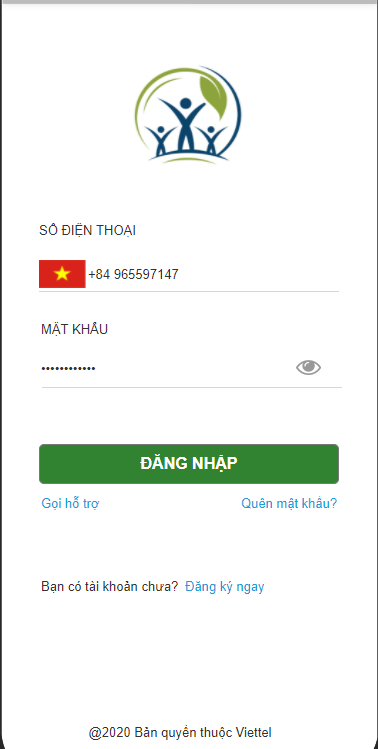 SỐ ĐIỆN THOẠI
+84 965597147
MẬT KHẨU
••••••••••••
ĐĂNG NHẬP
Gọi hỗ trợ Quên mật khẩu?
Bạn có tài khoản chưa? Đăng ký ngay
@2020 Bản quyền thuộc Viettel